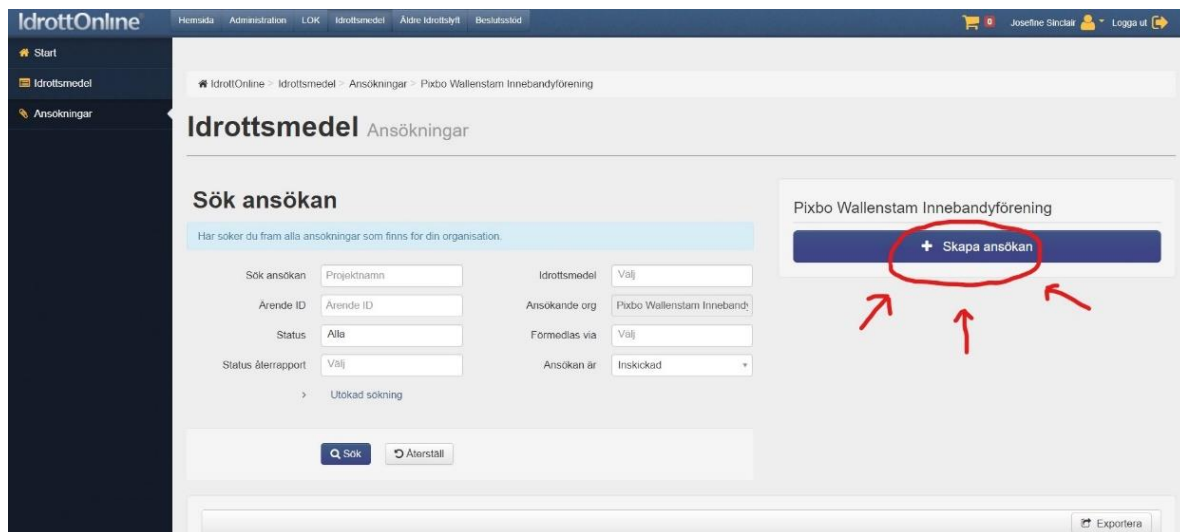 IdrottOnline
Hemsida Administration LOK Idrottsmedel Äldre Idrottslyft Beslutsstöd
0 Josefine Sinclair Logga ut
Start
Idrottsmedel
Ansökningar
IdrottOnline > Idrottsmedel > Ansökningar > Pixbo Wallenstam Innebandyförening
Idrottsmedel Ansökningar
Sök ansökan
Här söker du fram alla ansökningar som finns för din organisation.
Sök ansökan Projektnamn Idrottsmedel Välj
Ärende ID Ärende ID Ansökande org Pixbo Wallenstam Innebandy
Status Alla Förmedlas via Välj
Status återrapport Välj Ansökan är Inskickad
> Utökad sökning
Sök Återställ
Pixbo Wallenstam Innebandyförening
+ Skapa ansökan
Exportera